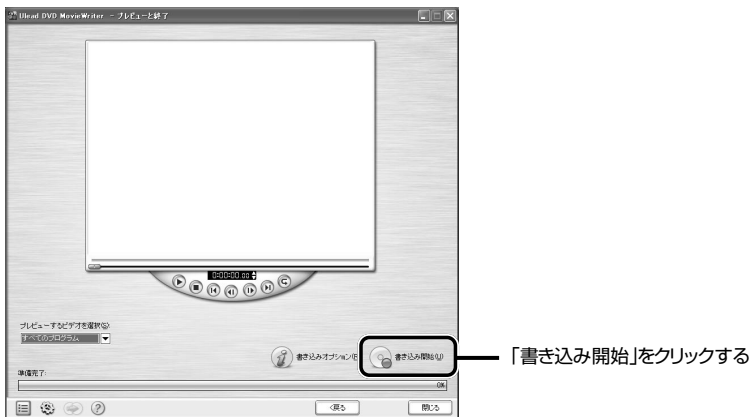 Ulead DVD MovieWriter - プレビューと終了
0:00:00.00
プレビューするビデオを選択(S):
すべてのプログラム
書き込みオプション(E)
書き込み開始(U)
「書き込み開始」をクリックする
準備完了:
0%
<戻る
閉じる